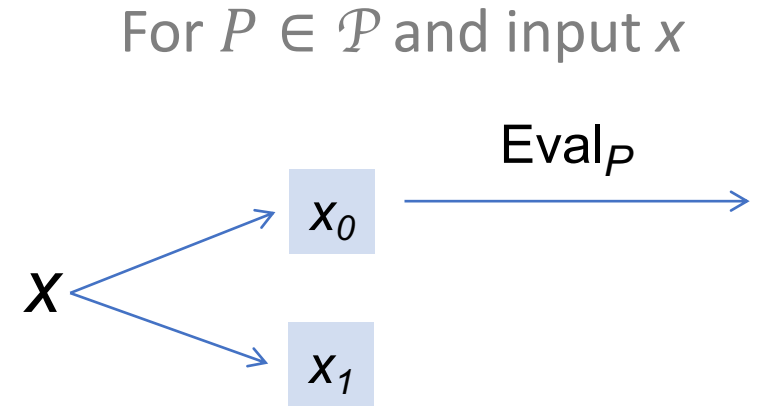 For 𝑃 ∈ 𝒫 and input x
Eval_P
x_0
x
x_1